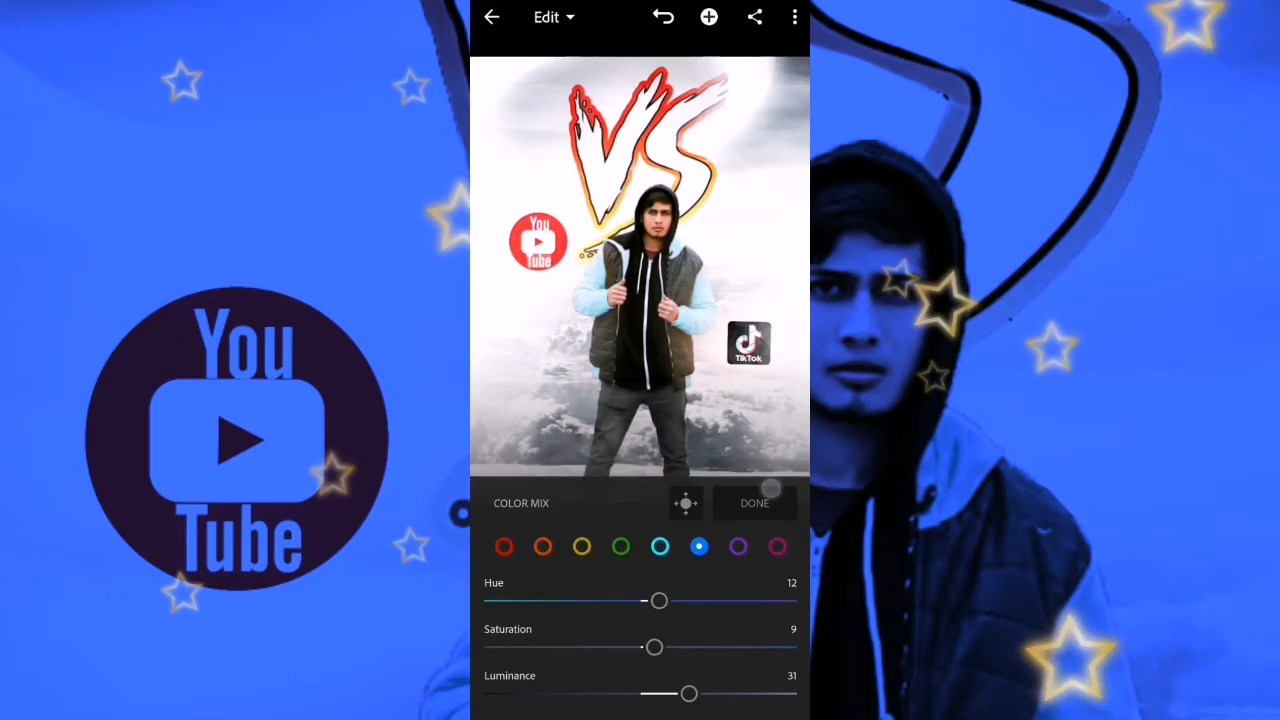 Edit
VS
You
Tube
TikTok
You
Tube
COLOR MIX
DONE
Hue
12
Saturation
9
Luminance
31